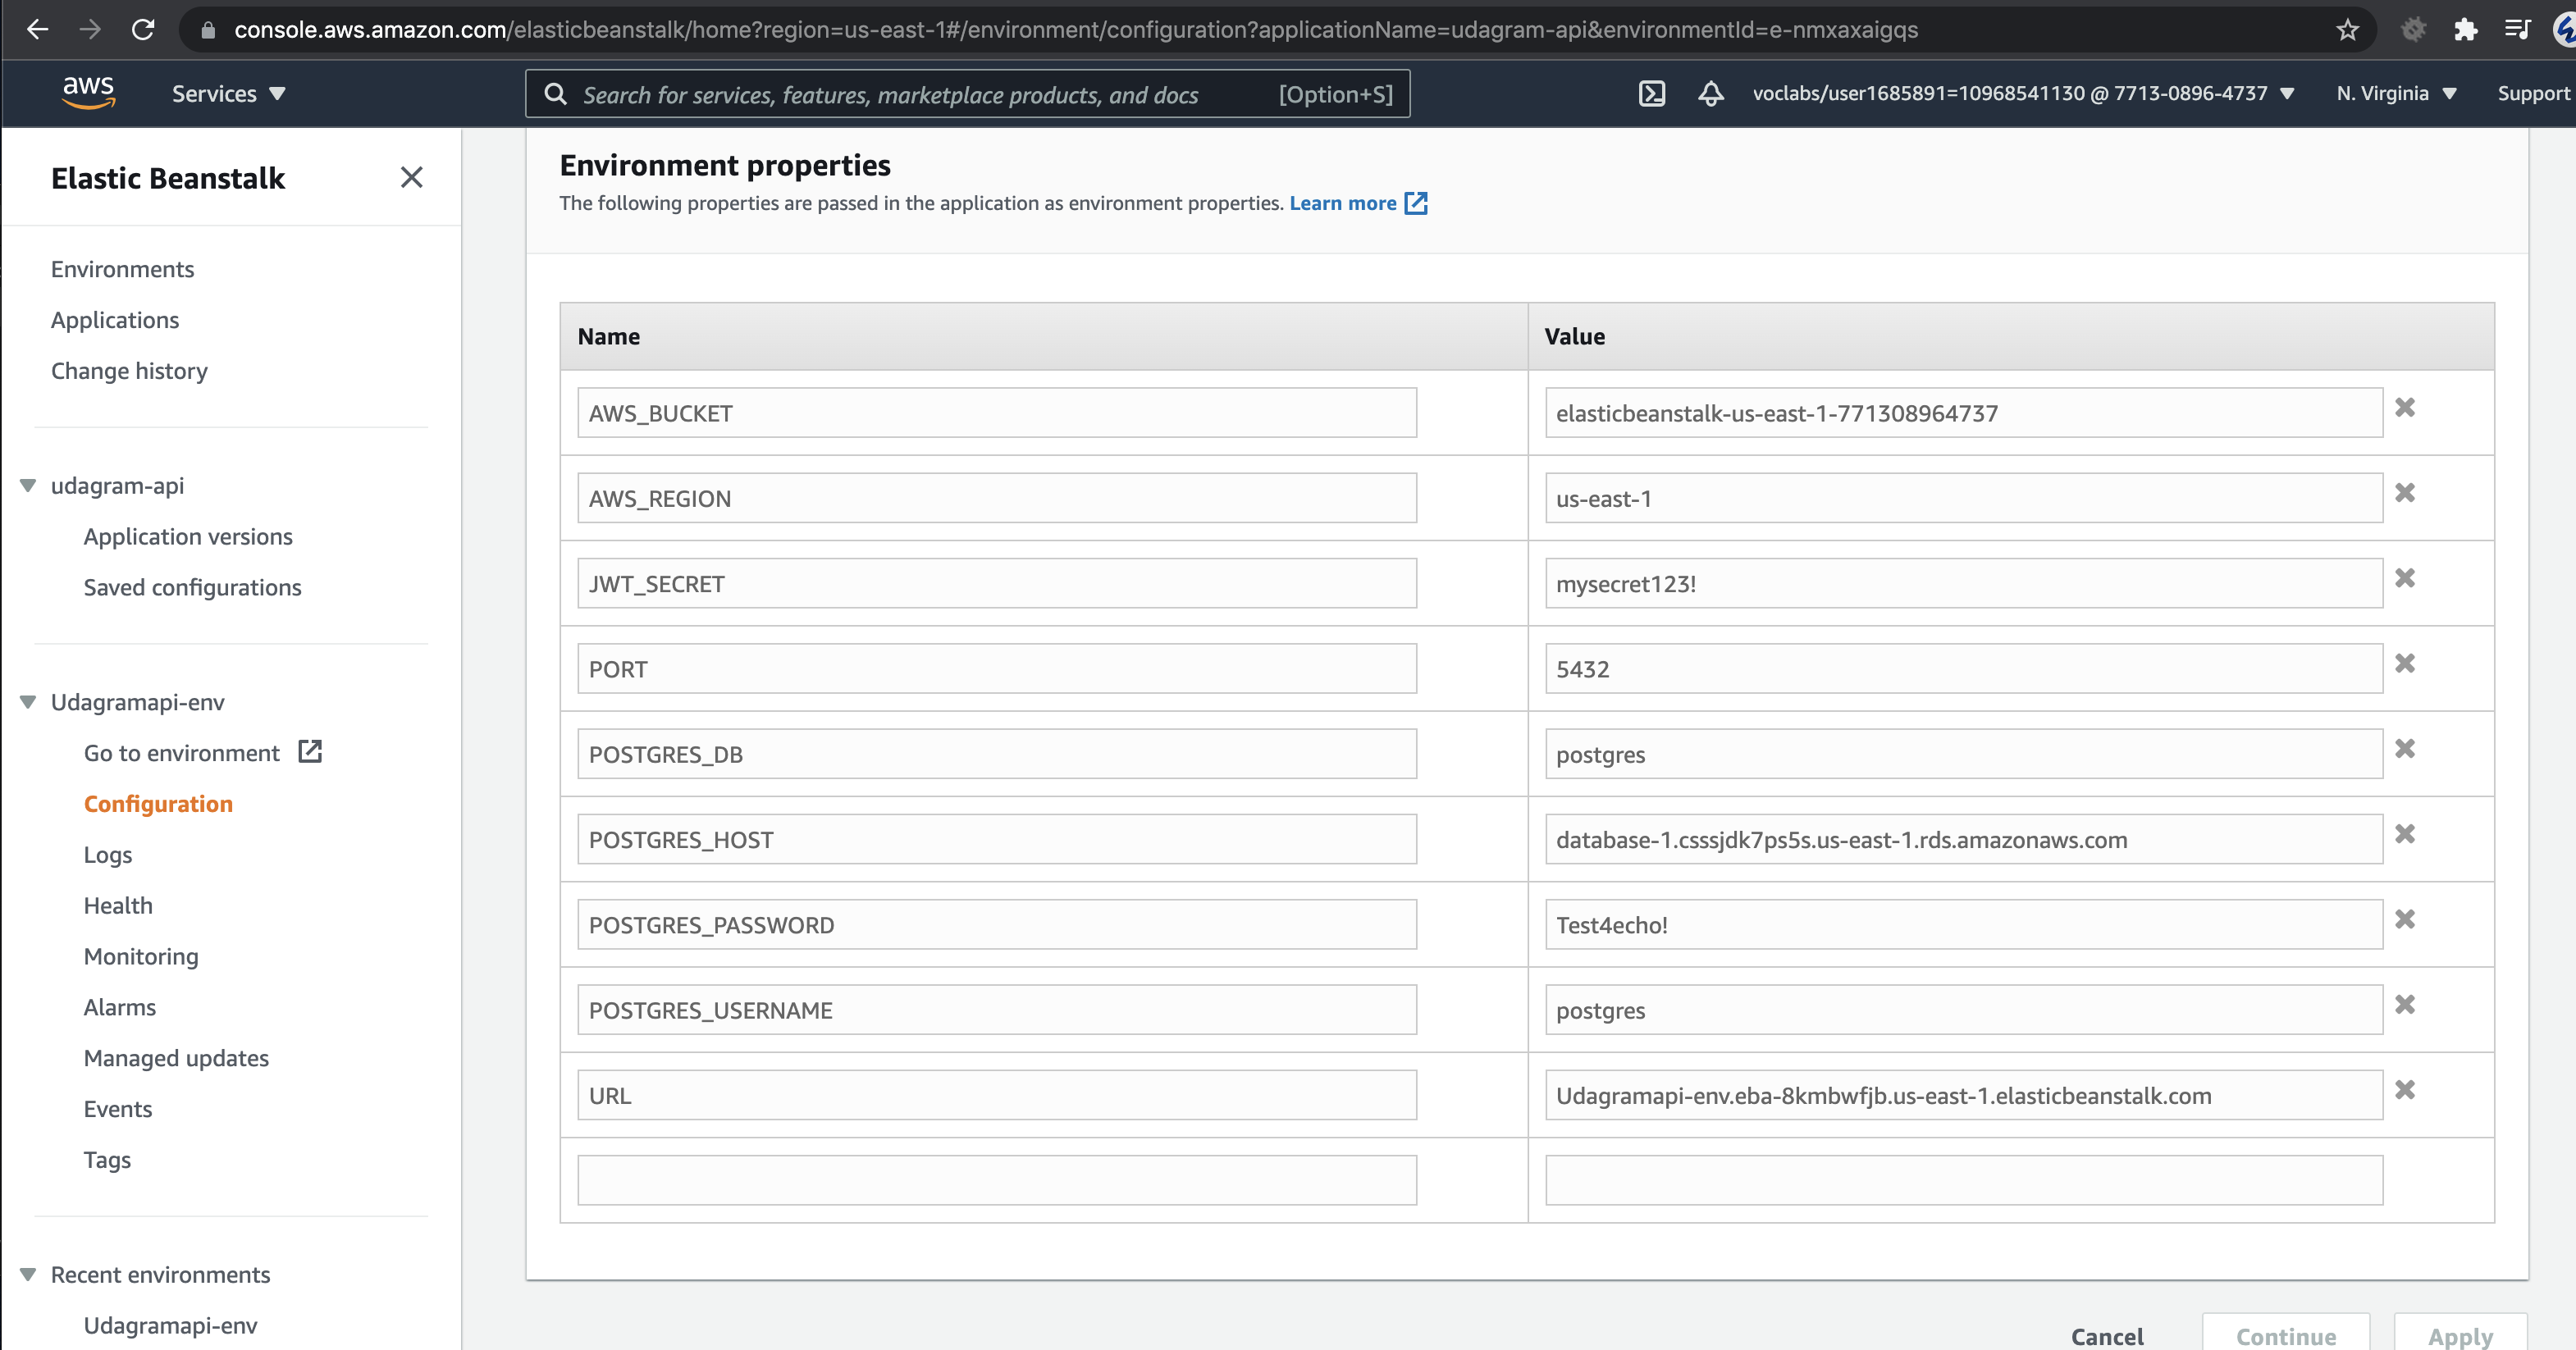 console.aws.amazon.com/elasticbeanstalk/home?region=us-east-1#/environment/configuration?applicationName=udagram-api&environmentId=e-nmxaxaigqs
aws
Services
Search for services, features, marketplace products, and docs [Option+S]
voclabs/user1685891=10968541130 @ 7713-0896-4737
N. Virginia
Support
Elastic Beanstalk
Environments
Applications
Change history
udagram-api
Application versions
Saved configurations
Udagramapi-env
Go to environment
Configuration
Logs
Health
Monitoring
Alarms
Managed updates
Events
Tags
Recent environments
Udagramapi-env
Environment properties
The following properties are passed in the application as environment properties. Learn more
Name Value
AWS_BUCKET elasticbeanstalk-us-east-1-771308964737
AWS_REGION us-east-1
JWT_SECRET mysecret123!
PORT 5432
POSTGRES_DB postgres
POSTGRES_HOST database-1.csssjdk7ps5s.us-east-1.rds.amazonaws.com
POSTGRES_PASSWORD Test4echo!
POSTGRES_USERNAME postgres
URL Udagramapi-env.eba-8kmbwfjb.us-east-1.elasticbeanstalk.com
Cancel Continue Apply